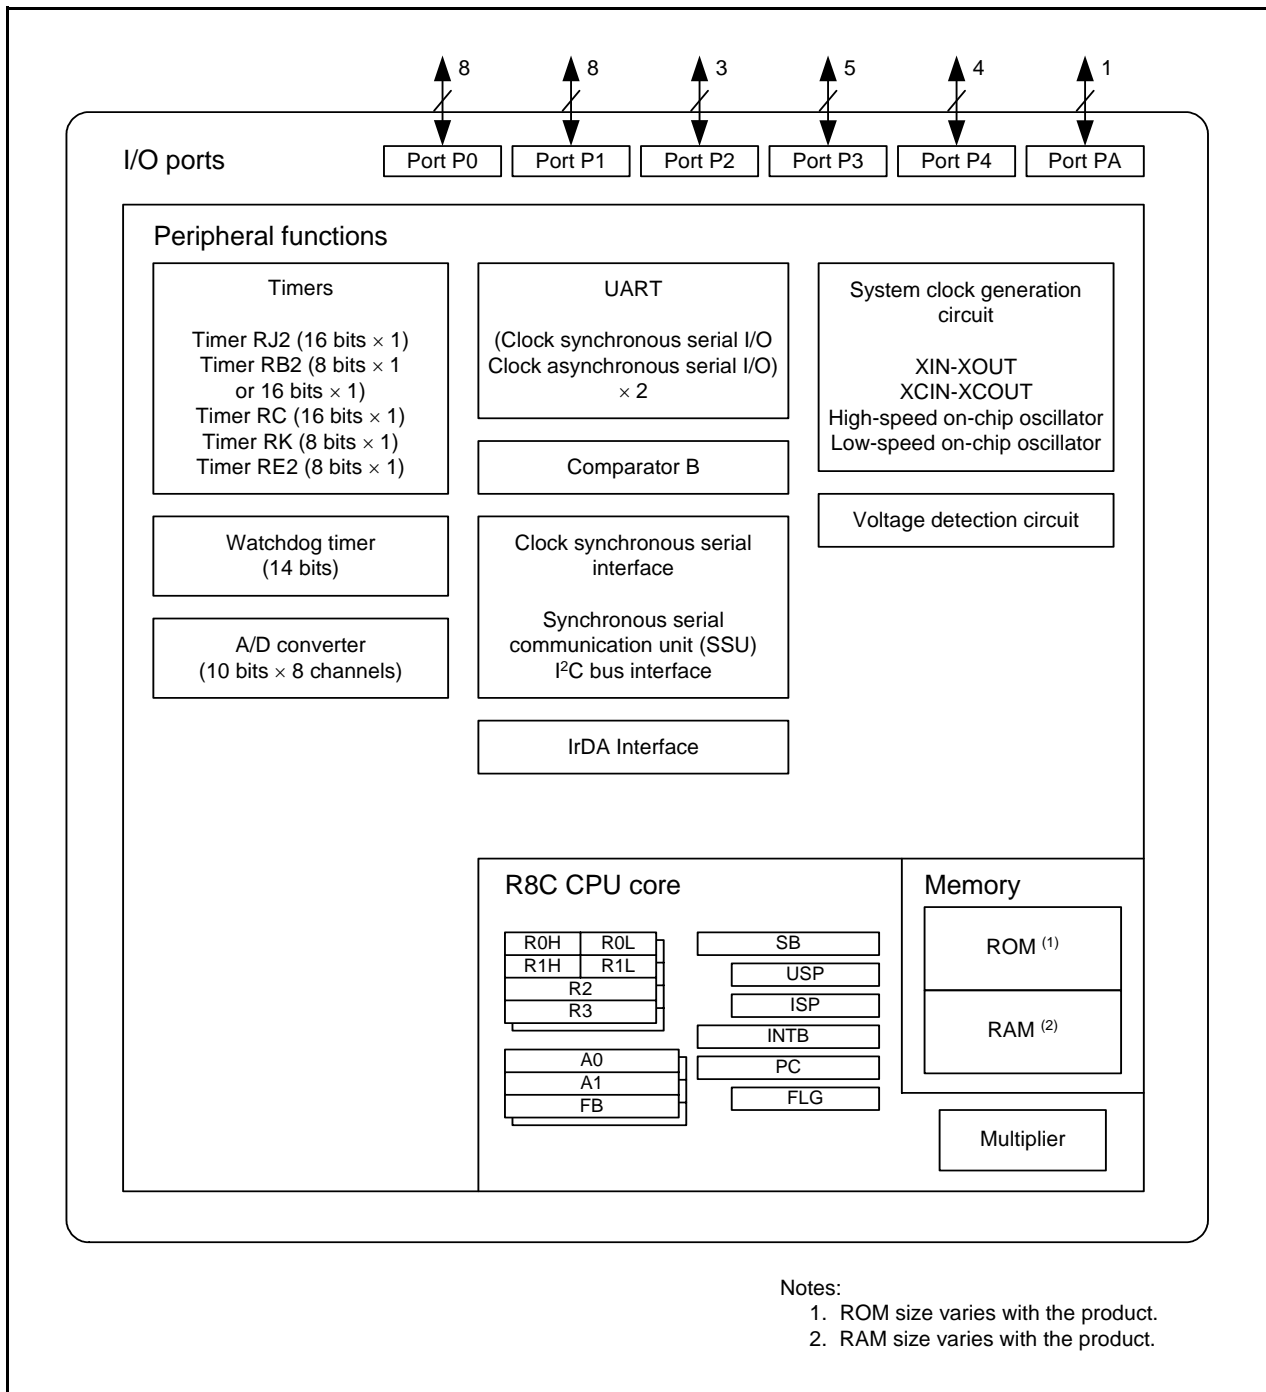 8
8
3
5
4
1
I/O ports
Port P0
Port P1
Port P2
Port P3
Port P4
Port PA
Peripheral functions
Timers
Timer RJ2 (16 bits × 1)
Timer RB2 (8 bits × 1
or 16 bits × 1)
Timer RC (16 bits × 1)
Timer RK (8 bits × 1)
Timer RE2 (8 bits × 1)
Watchdog timer
(14 bits)
A/D converter
(10 bits × 8 channels)
UART
(Clock synchronous serial I/O
Clock asynchronous serial I/O)
× 2
Comparator B
Clock synchronous serial
interface
Synchronous serial
communication unit (SSU)
I²C bus interface
IrDA Interface
System clock generation
circuit
XIN-XOUT
XCIN-XCOUT
High-speed on-chip oscillator
Low-speed on-chip oscillator
Voltage detection circuit
R8C CPU core
R0H
R0L
R1H
R1L
R2
R3
A0
A1
FB
SB
USP
ISP
INTB
PC
FLG
Memory
ROM (1)
RAM (2)
Multiplier
Notes:
1. ROM size varies with the product.
2. RAM size varies with the product.